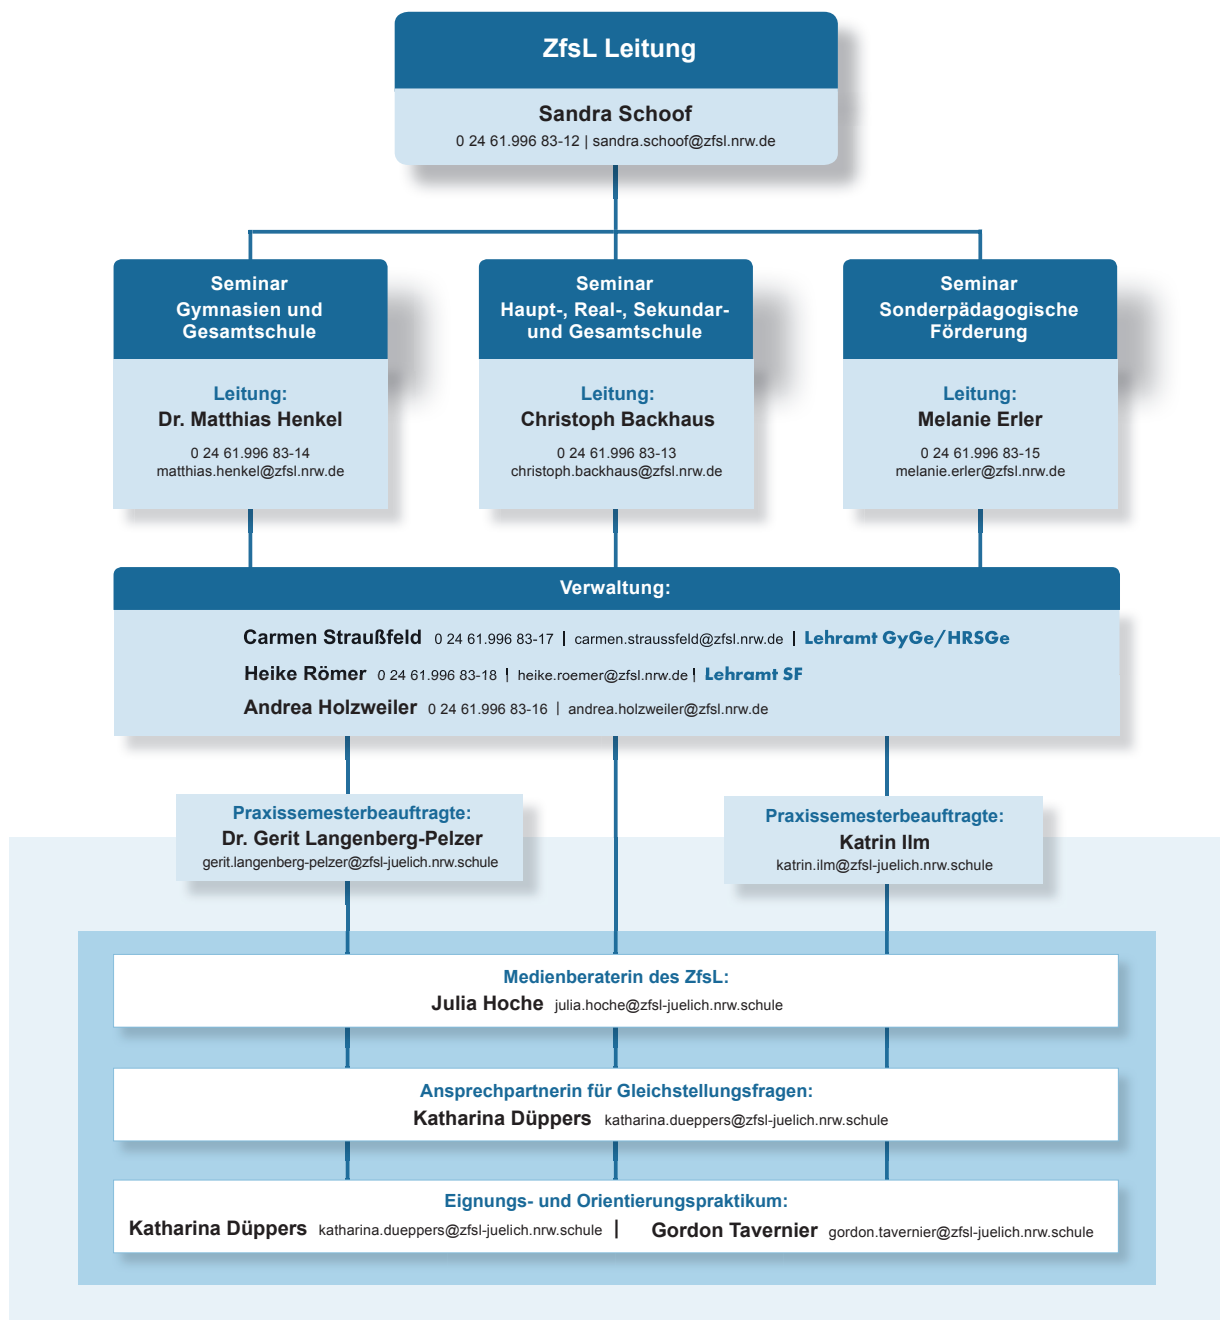 ZfsL Leitung
Sandra Schoof
0 24 61.996 83-12 | sandra.schoof@zfsl.nrw.de
Seminar
Gymnasien und
Gesamtschule
Leitung:
Dr. Matthias Henkel
0 24 61.996 83-14
matthias.henkel@zfsl.nrw.de
Seminar
Haupt-, Real-, Sekundar-
und Gesamtschule
Leitung:
Christoph Backhaus
0 24 61.996 83-13
christoph.backhaus@zfsl.nrw.de
Seminar
Sonderpädagogische
Förderung
Leitung:
Melanie Erler
0 24 61.996 83-15
melanie.erler@zfsl.nrw.de
Verwaltung:
Carmen Straußfeld 0 24 61.996 83-17 | carmen.straussfeld@zfsl.nrw.de | Lehramt GyGe/HRSGe
Heike Römer 0 24 61.996 83-18 | heike.roemer@zfsl.nrw.de | Lehramt SF
Andrea Holzweiler 0 24 61.996 83-16 | andrea.holzweiler@zfsl.nrw.de
Praxissemesterbeauftragte:
Dr. Gerit Langenberg-Pelzer
gerit.langenberg-pelzer@zfsl-juelich.nrw.schule
Praxissemesterbeauftragte:
Katrin Ilm
katrin.ilm@zfsl-juelich.nrw.schule
Medienberaterin des ZfsL:
Julia Hoche julia.hoche@zfsl-juelich.nrw.schule
Ansprechpartnerin für Gleichstellungsfragen:
Katharina Düppers katharina.dueppers@zfsl-juelich.nrw.schule
Eignungs- und Orientierungspraktikum:
Katharina Düppers katharina.dueppers@zfsl-juelich.nrw.schule | Gordon Tavernier gordon.tavernier@zfsl-juelich.nrw.schule